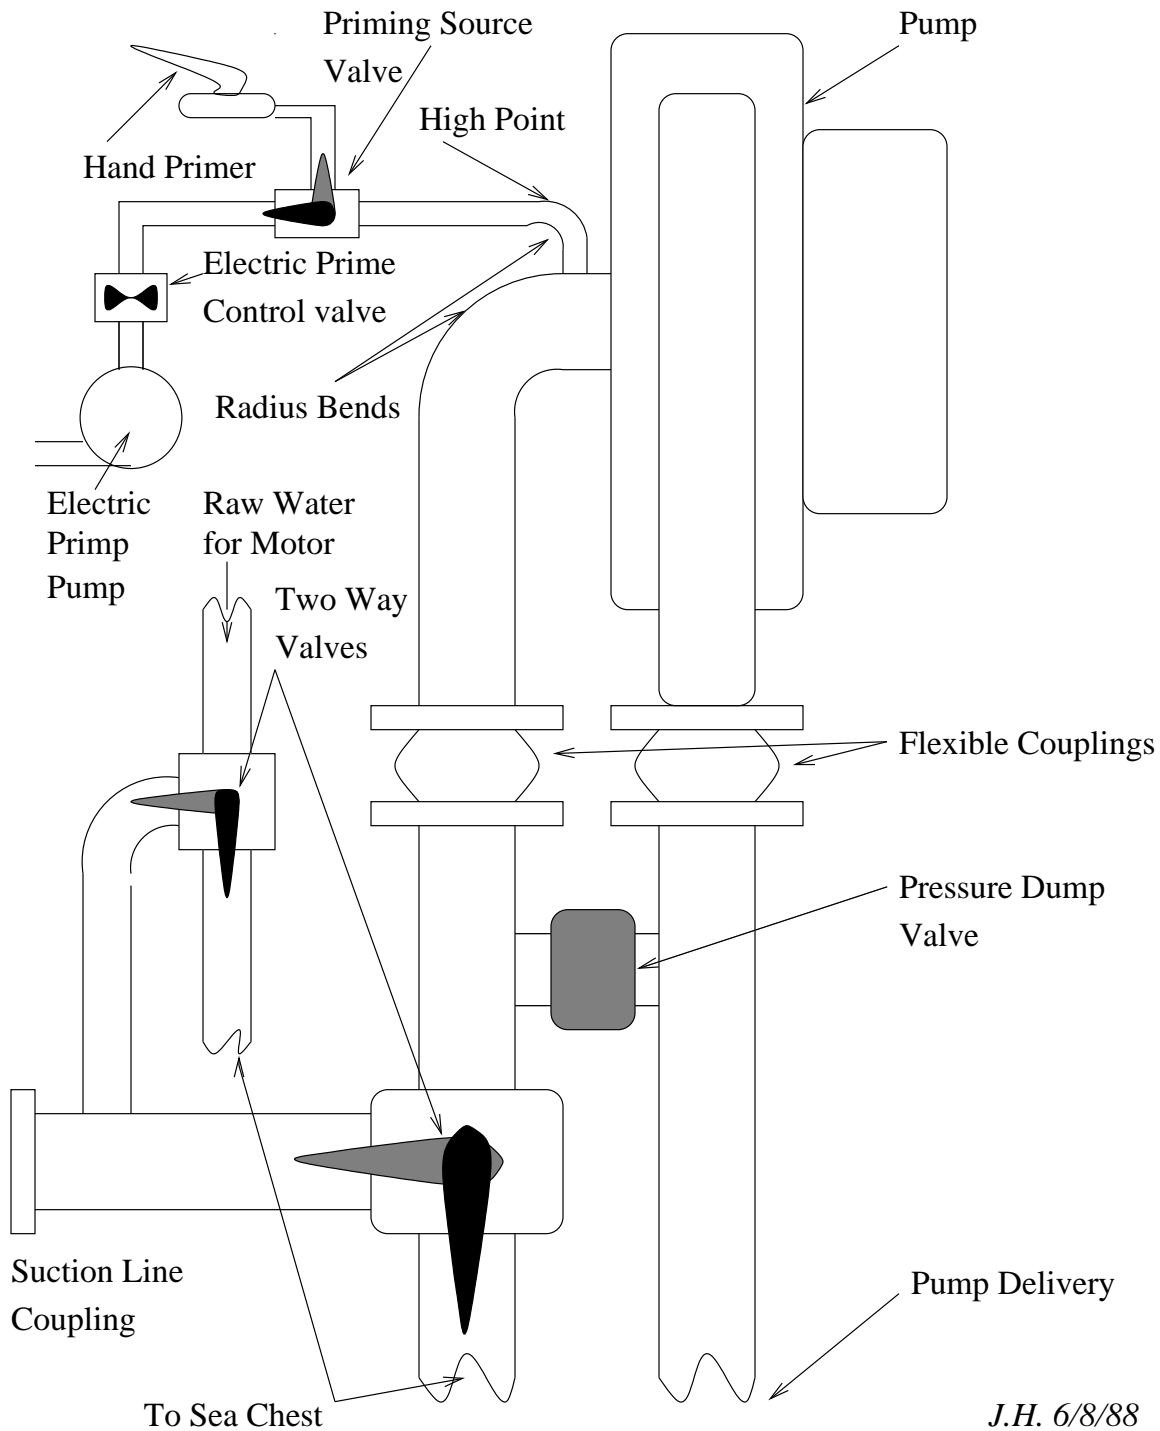 Priming Source
Valve
Pump
High Point
Hand Primer
Electric Prime
Control valve
Radius Bends
Electric
Primp
Pump
Raw Water
for Motor
Two Way
Valves
Flexible Couplings
Pressure Dump
Valve
Suction Line
Coupling
Pump Delivery
To Sea Chest
J.H. 6/8/88